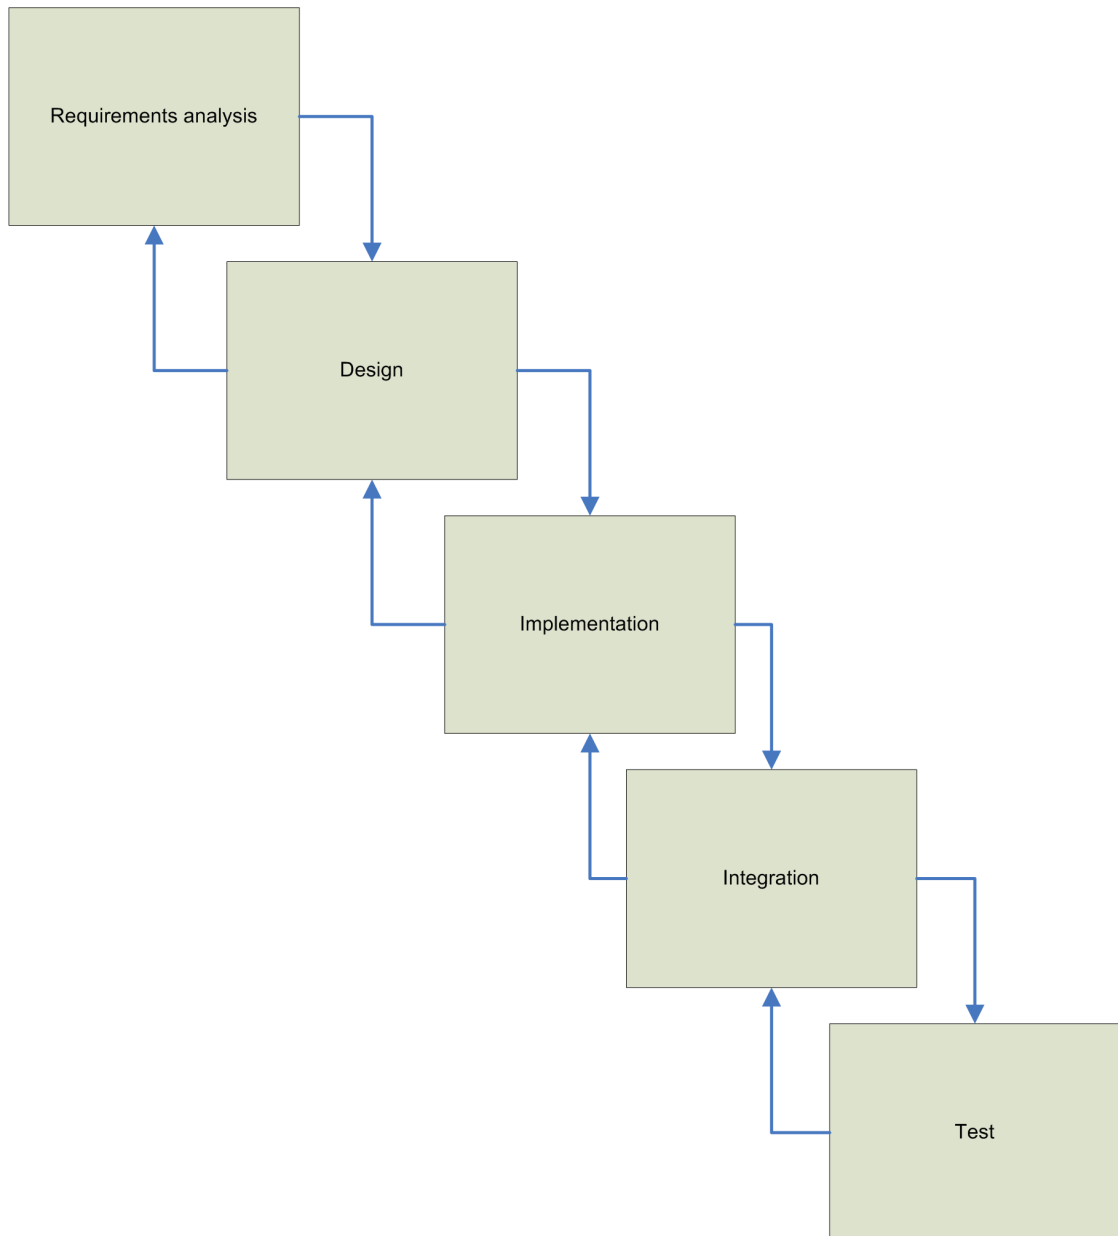 Requirements analysis
Design
Implementation
Integration
Test